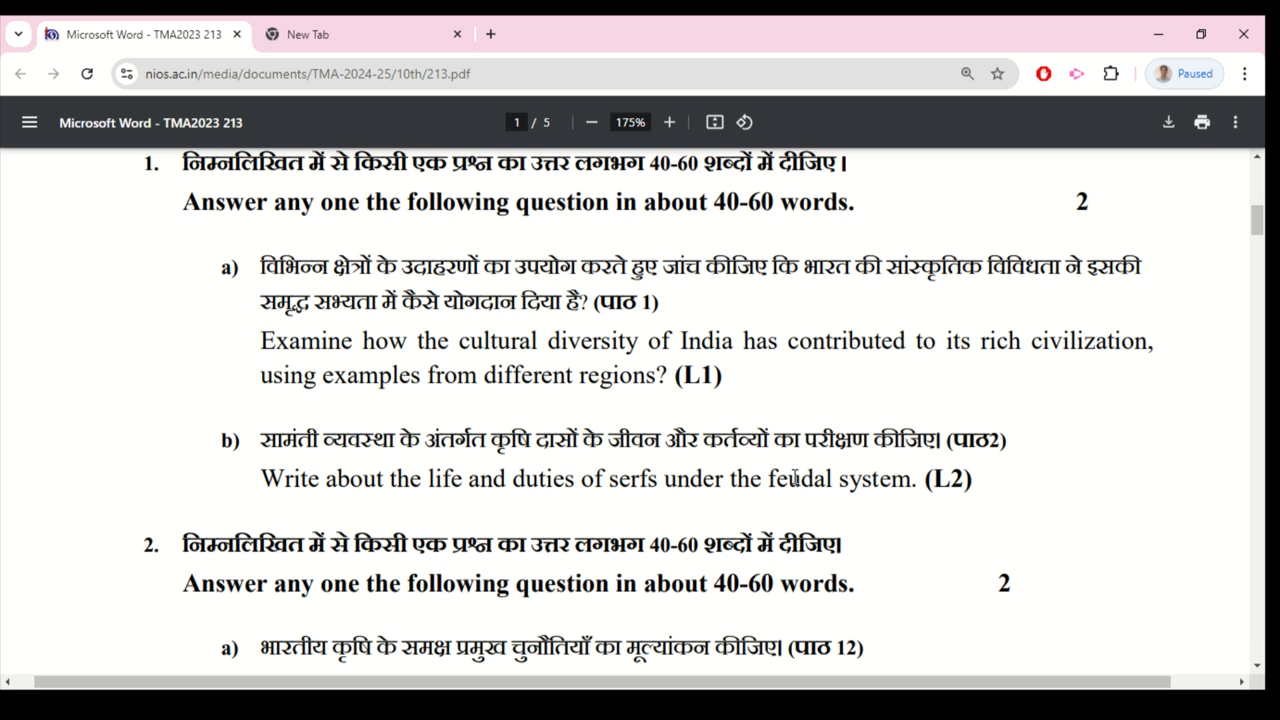 Microsoft Word - TMA2023 213
New Tab
nios.ac.in/media/documents/TMA-2024-25/10th/213.pdf
Paused
Microsoft Word - TMA2023 213
1 / 5
175%
1. निम्नलिखित में से किसी एक प्रश्न का उत्तर लगभग 40-60 शब्दों में दीजिए।
Answer any one the following question in about 40-60 words. 2
a) विभिन्न क्षेत्रों के उदाहरणों का उपयोग करते हुए जांच कीजिए कि भारत की सांस्कृतिक विविधता ने इसकी
समृद्ध सभ्यता में कैसे योगदान दिया है? (पाठ 1)
Examine how the cultural diversity of India has contributed to its rich civilization,
using examples from different regions? (L1)
b) सामंती व्यवस्था के अंतर्गत कृषि दासों के जीवन और कर्तव्यों का परीक्षण कीजिए। (पाठ2)
Write about the life and duties of serfs under the feudal system. (L2)
2. निम्नलिखित में से किसी एक प्रश्न का उत्तर लगभग 40-60 शब्दों में दीजिए।
Answer any one the following question in about 40-60 words. 2
a) भारतीय कृषि के समक्ष प्रमुख चुनौतियाँ का मूल्यांकन कीजिए। (पाठ 12)